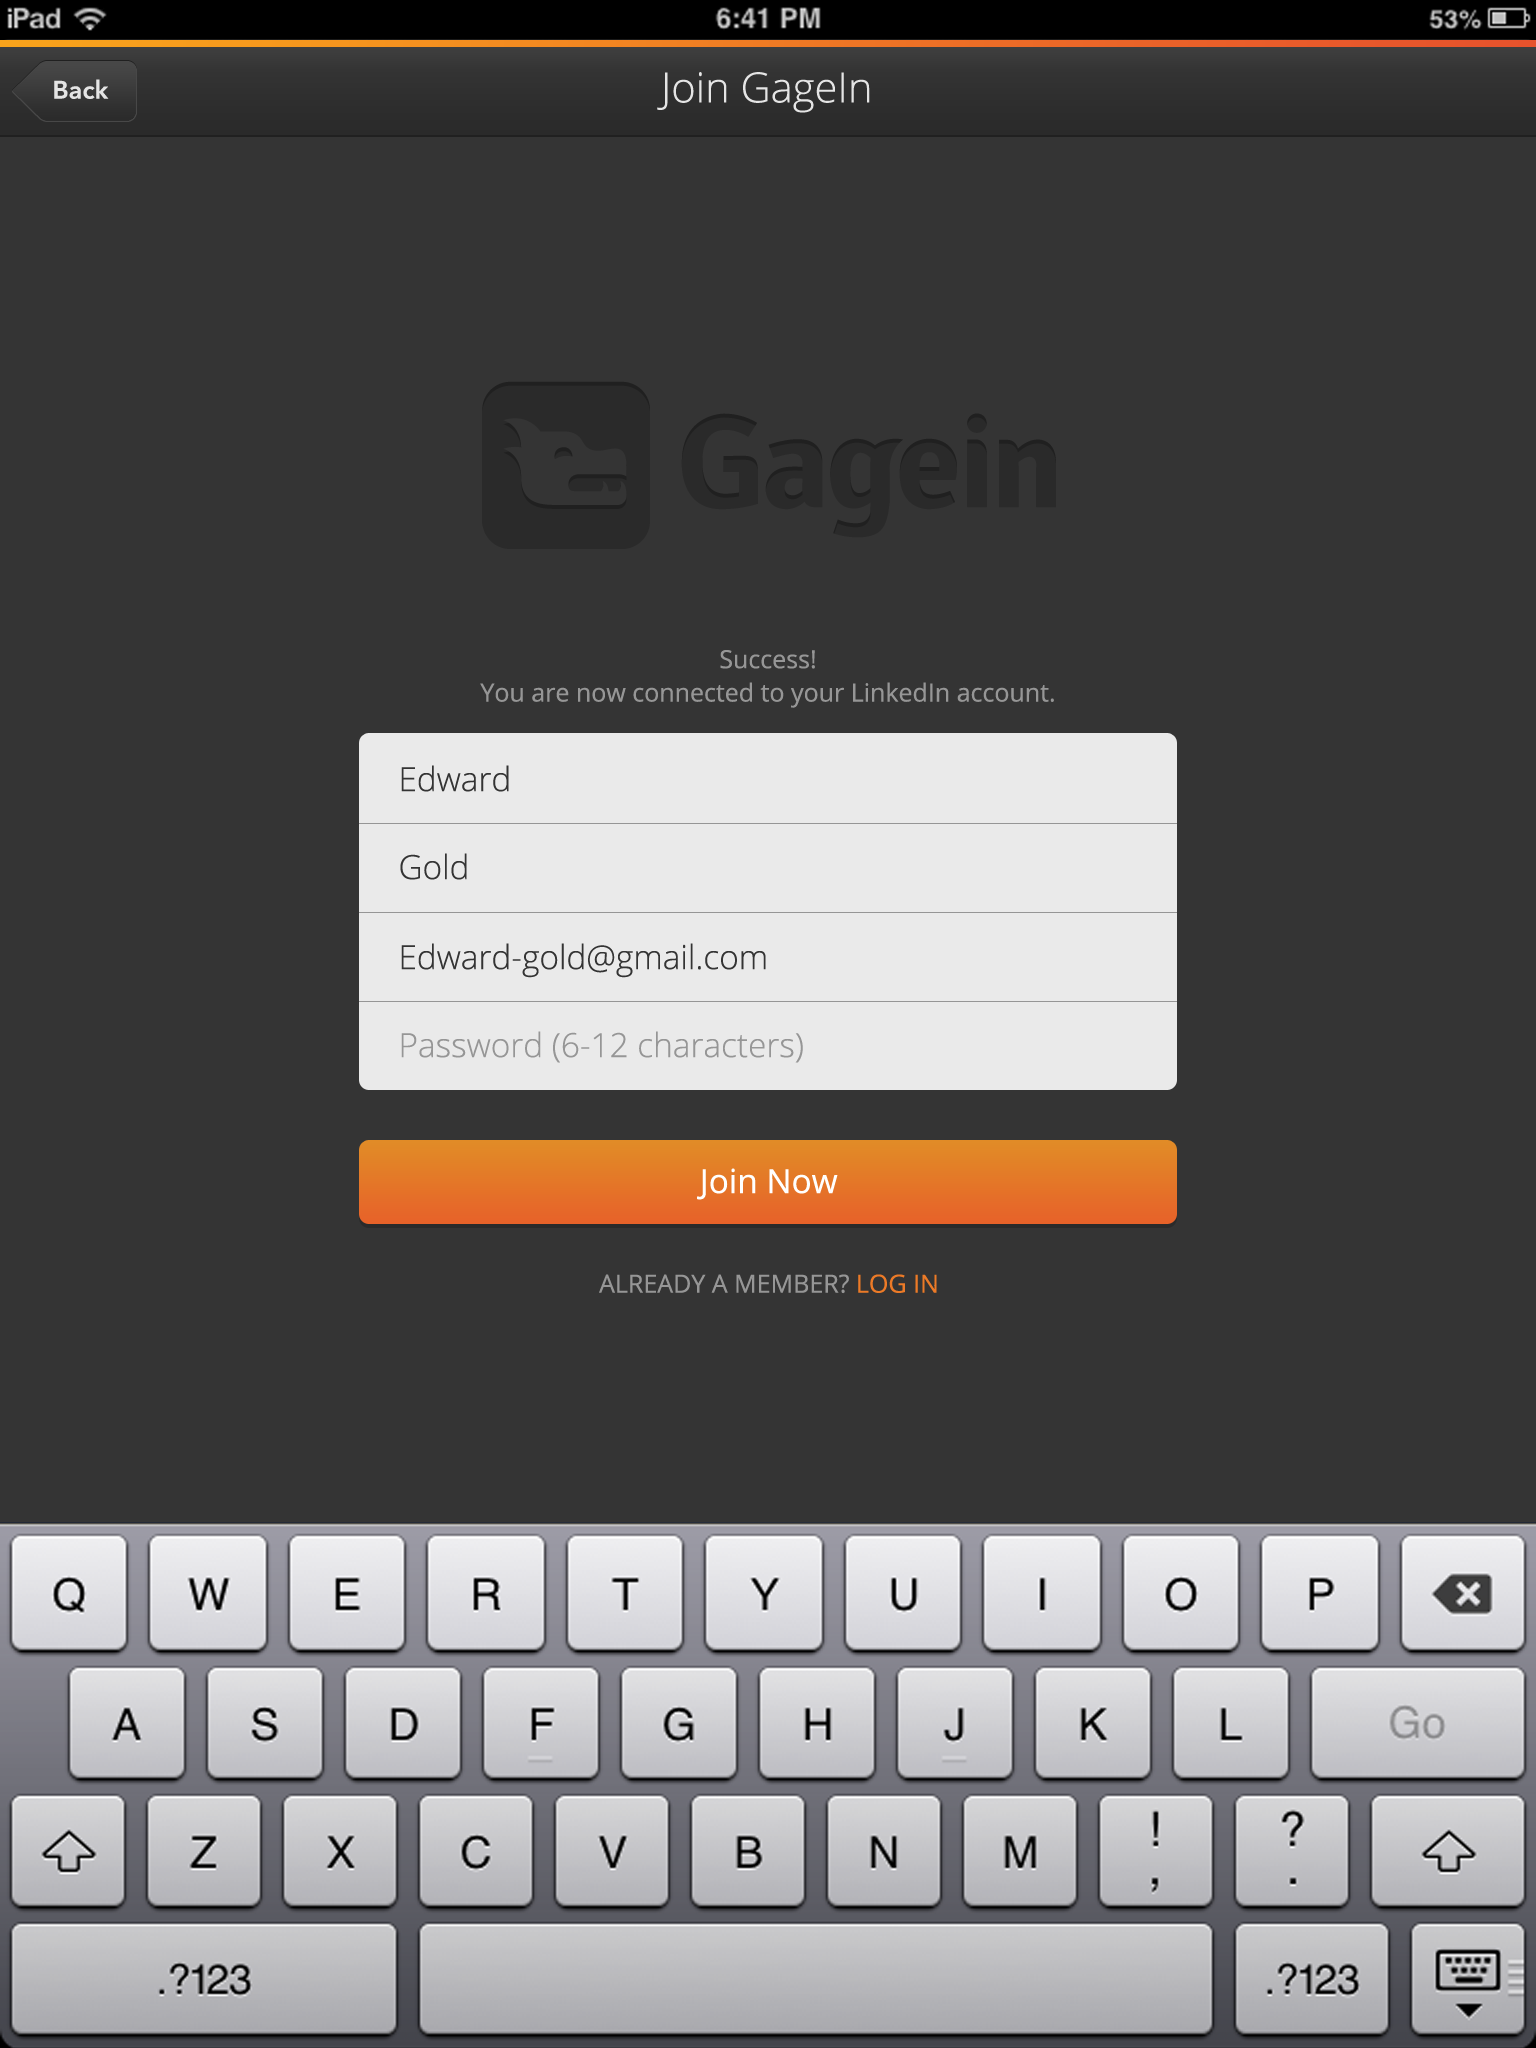 iPad 6:41 PM 53%
Back Join GageIn
Gagein
Success!
You are now connected to your LinkedIn account.
Edward
Gold
Edward-gold@gmail.com
Password (6-12 characters)
Join Now
ALREADY A MEMBER? LOG IN
Q W E R T Y U I O P
A S D F G H J K L Go
Z X C V B N M ! , ? .
.?123 .?123